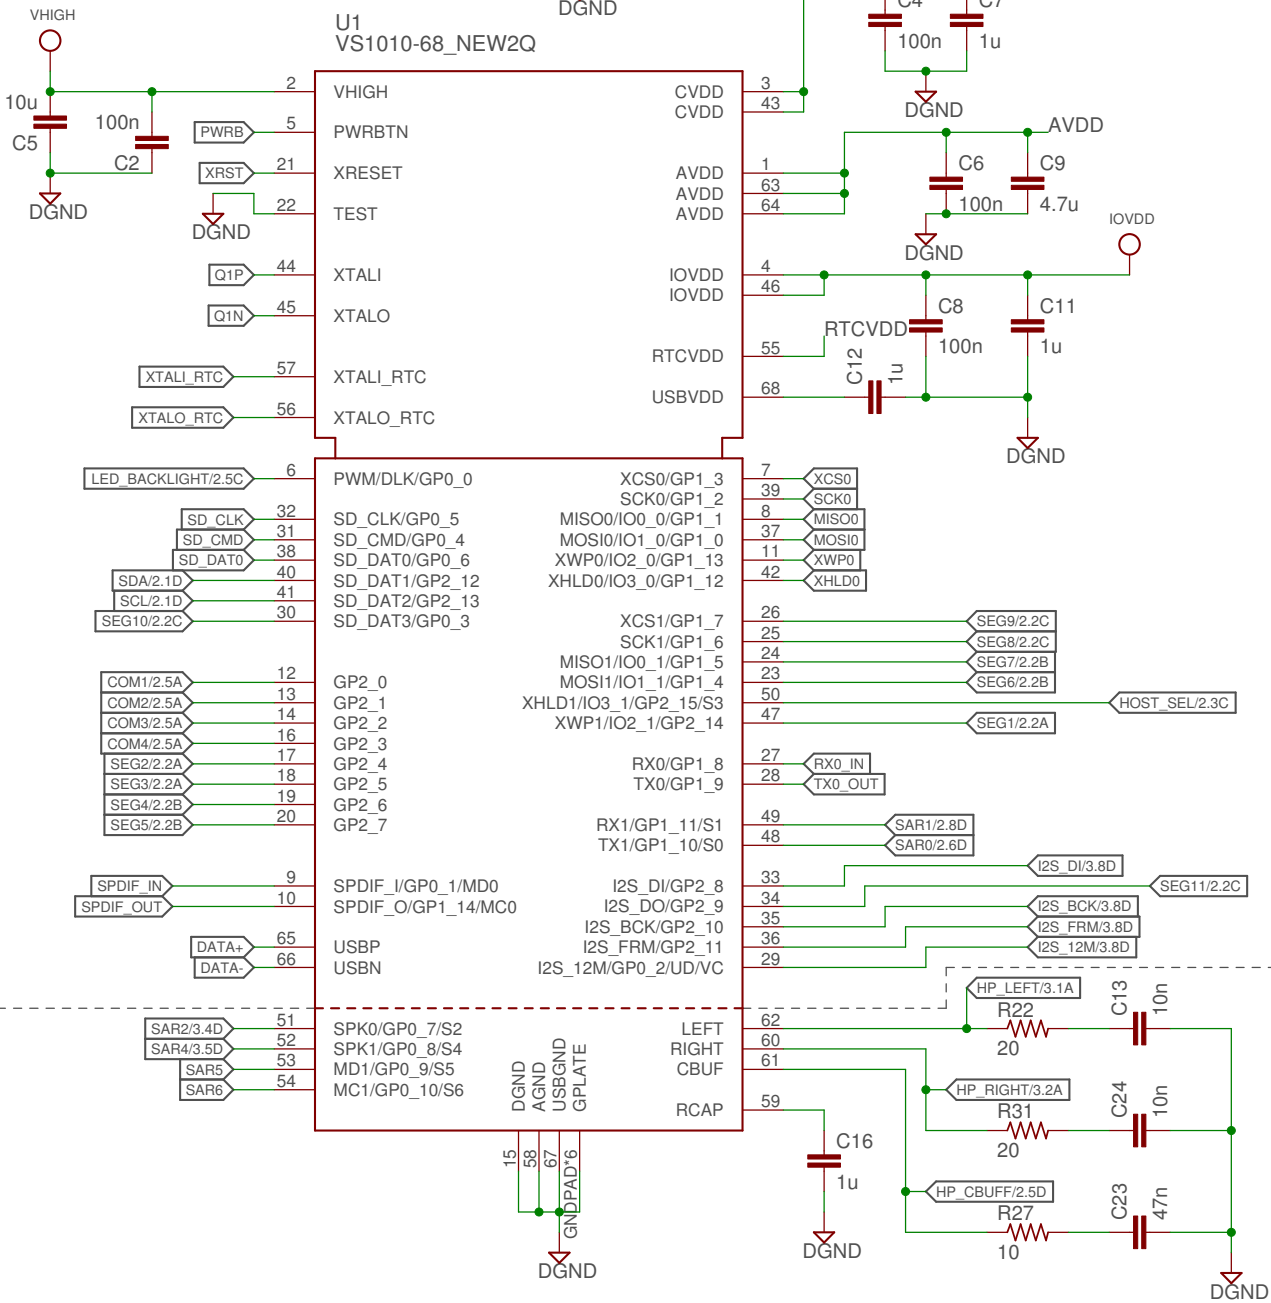 VHIGH
DGND
U1
VS1010-68_NEW2Q
C4
C7
100n
1u
DGND
10u
C5
100n
C2
DGND
2
VHIGH
PWRB
5
PWRBTN
XRST
21
XRESET
22
TEST
DGND
Q1P
44
XTALI
Q1N
45
XTALO
XTALI_RTC
57
XTALI_RTC
XTALO_RTC
56
XTALO_RTC
CVDD
3
CVDD
43
AVDD
AVDD
1
AVDD
63
AVDD
64
C6
100n
C9
4.7u
DGND
IOVDD
IOVDD
4
IOVDD
46
RTCVDD
RTCVDD
55
USBVDD
68
C12
1u
C8
100n
C11
1u
DGND
LED_BACKLIGHT/2.5C
6
PWM/DLK/GP0_0
SD_CLK
32
SD_CLK/GP0_5
SD_CMD
31
SD_CMD/GP0_4
SD_DAT0
38
SD_DAT0/GP0_6
SDA/2.1D
40
SD_DAT1/GP2_12
SCL/2.1D
41
SD_DAT2/GP2_13
SEG10/2.2C
30
SD_DAT3/GP0_3
COM1/2.5A
12
GP2_0
COM2/2.5A
13
GP2_1
COM3/2.5A
14
GP2_2
COM4/2.5A
16
GP2_3
SEG2/2.2A
17
GP2_4
SEG3/2.2A
18
GP2_5
SEG4/2.2B
19
GP2_6
SEG5/2.2B
20
GP2_7
SPDIF_IN
9
SPDIF_I/GP0_1/MD0
SPDIF_OUT
10
SPDIF_O/GP1_14/MC0
DATA+
65
USBP
DATA-
66
USBN
XCS0/GP1_3
7
XCS0
SCK0/GP1_2
39
SCK0
MISO0/IO0_0/GP1_1
8
MISO0
MOSI0/IO1_0/GP1_0
37
MOSI0
XWP0/IO2_0/GP1_13
11
XWP0
XHLD0/IO3_0/GP1_12
42
XHLD0
XCS1/GP1_7
26
SEG9/2.2C
SCK1/GP1_6
25
SEG8/2.2C
MISO1/IO0_1/GP1_5
24
SEG7/2.2B
MOSI1/IO1_1/GP1_4
23
SEG6/2.2B
XHLD1/IO3_1/GP2_15/S3
50
HOST_SEL/2.3C
XWP1/IO2_1/GP2_14
47
SEG1/2.2A
RX0/GP1_8
27
RX0_IN
TX0/GP1_9
28
TX0_OUT
RX1/GP1_11/S1
49
SAR1/2.8D
TX1/GP1_10/S0
48
SAR0/2.6D
I2S_DI/GP2_8
33
I2S_DI/3.8D
I2S_DO/GP2_9
34
SEG11/2.2C
I2S_BCK/GP2_10
35
I2S_BCK/3.8D
I2S_FRM/GP2_11
36
I2S_FRM/3.8D
I2S_12M/GP0_2/UD/VC
29
I2S_12M/3.8D
SAR2/3.4D
51
SPK0/GP0_7/S2
SAR4/3.5D
52
SPK1/GP0_8/S4
SAR5
53
MD1/GP0_9/S5
SAR6
54
MC1/GP0_10/S6
DGND
AGND
USBGND
GPLATE
15
58
67
GNDPAD*6
DGND
LEFT
62
RIGHT
60
CBUF
61
RCAP
59
C16
1u
DGND
HP_LEFT/3.1A
R22
20
C13
10n
HP_RIGHT/3.2A
R31
20
C24
10n
HP_CBUFF/2.5D
R27
10
C23
47n
DGND